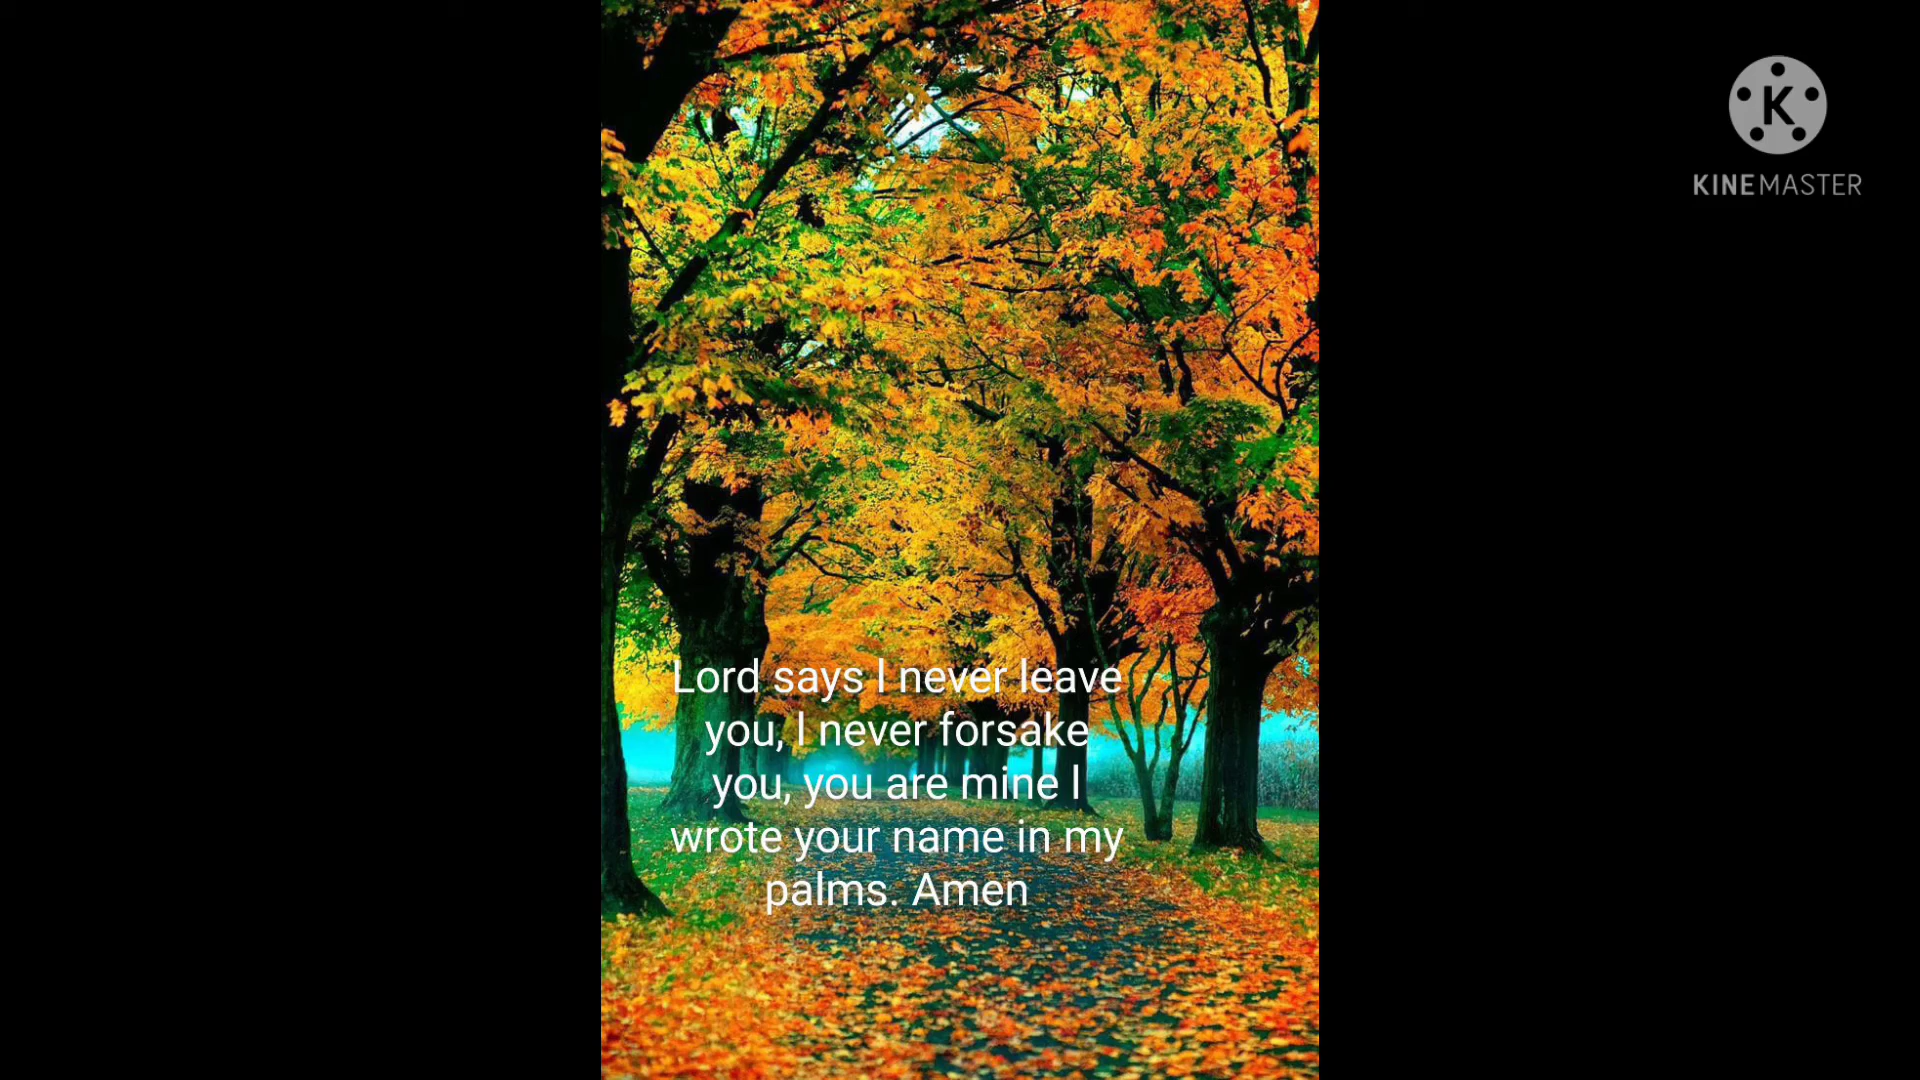 K
KINEMASTER
Lord says I never leave
you, I never forsake
you, you are mine I
wrote your name in my
palms. Amen